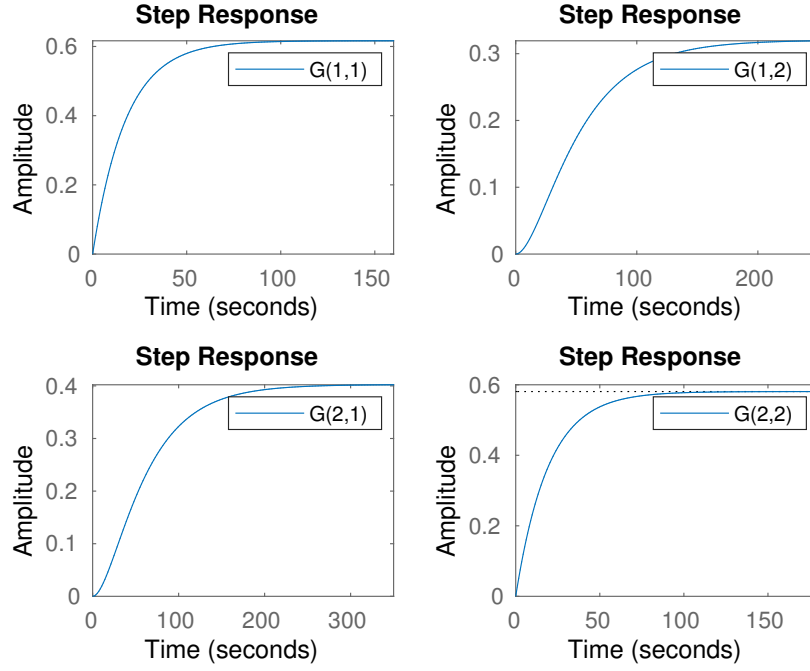 Step Response
0.6
0.4
0.2
0
Amplitude
G(1,1)
0 50 100 150
Time (seconds)
Step Response
0.3
0.2
0.1
0
Amplitude
G(1,2)
0 100 200
Time (seconds)
Step Response
0.4
0.3
0.2
0.1
0
Amplitude
G(2,1)
0 100 200 300
Time (seconds)
Step Response
0.6
0.4
0.2
0
Amplitude
G(2,2)
0 50 100 150
Time (seconds)